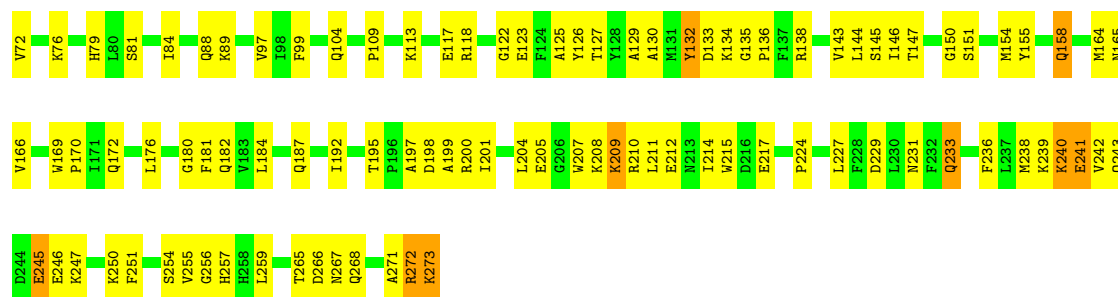 V72 K76 H79 L80 S81 I84 Q88 K89 V97 I98 F99 Q104 P109 K113 E117 R118 G122 E123 F124 A125 Y126 T127 Y128 A129 A130 M131 Y132 D133 K134 G135 P136 F137 R138 V143 L144 S145 I146 T147 G150 S151 M154 Y155 Q158 M164 N165
V166 W169 P170 I171 Q172 L176 G180 F181 Q182 V183 L184 Q187 I192 T195 P196 A197 D198 A199 R200 I201 L204 E205 G206 W207 K208 K209 R210 L211 E212 N213 I214 W215 D216 E217 P224 L227 F228 D229 L230 N231 F232 Q233 F236 L237 M238 K239 K240 E241 V242
D244 E245 E246 K247 K250 F251 S254 V255 G256 H257 H258 L259 T265 D266 N267 Q268 A271 R272 K273